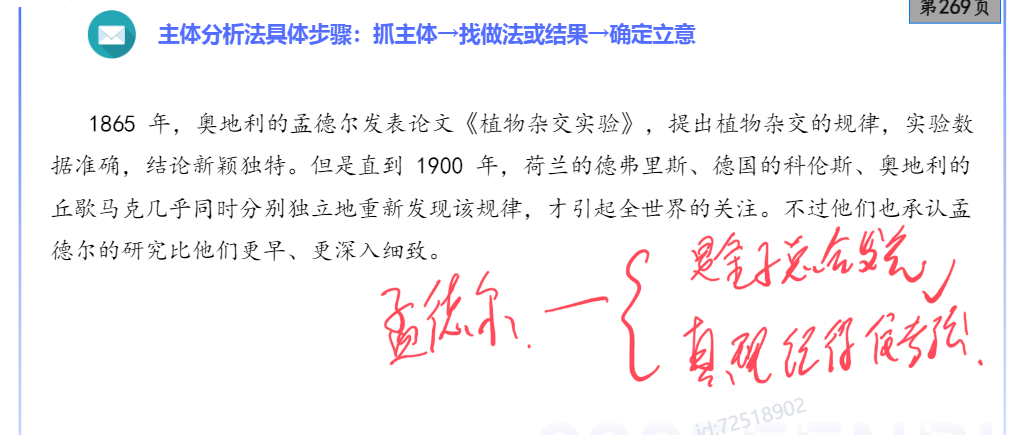 第269页
主体分析法具体步骤：抓主体→找做法或结果→确定立意
1865 年，奥地利的孟德尔发表论文《植物杂交实验》，提出植物杂交的规律，实验数
据准确，结论新颖独特。但是直到 1900 年，荷兰的德弗里斯、德国的科伦斯、奥地利的
丘歇马克几乎同时分别独立地重新发现该规律，才引起全世界的关注。不过他们也承认孟
德尔的研究比他们更早、更深入细致。
孟德尔. — { 是金子总会发光
真理 经得 住考验.
id:72518902